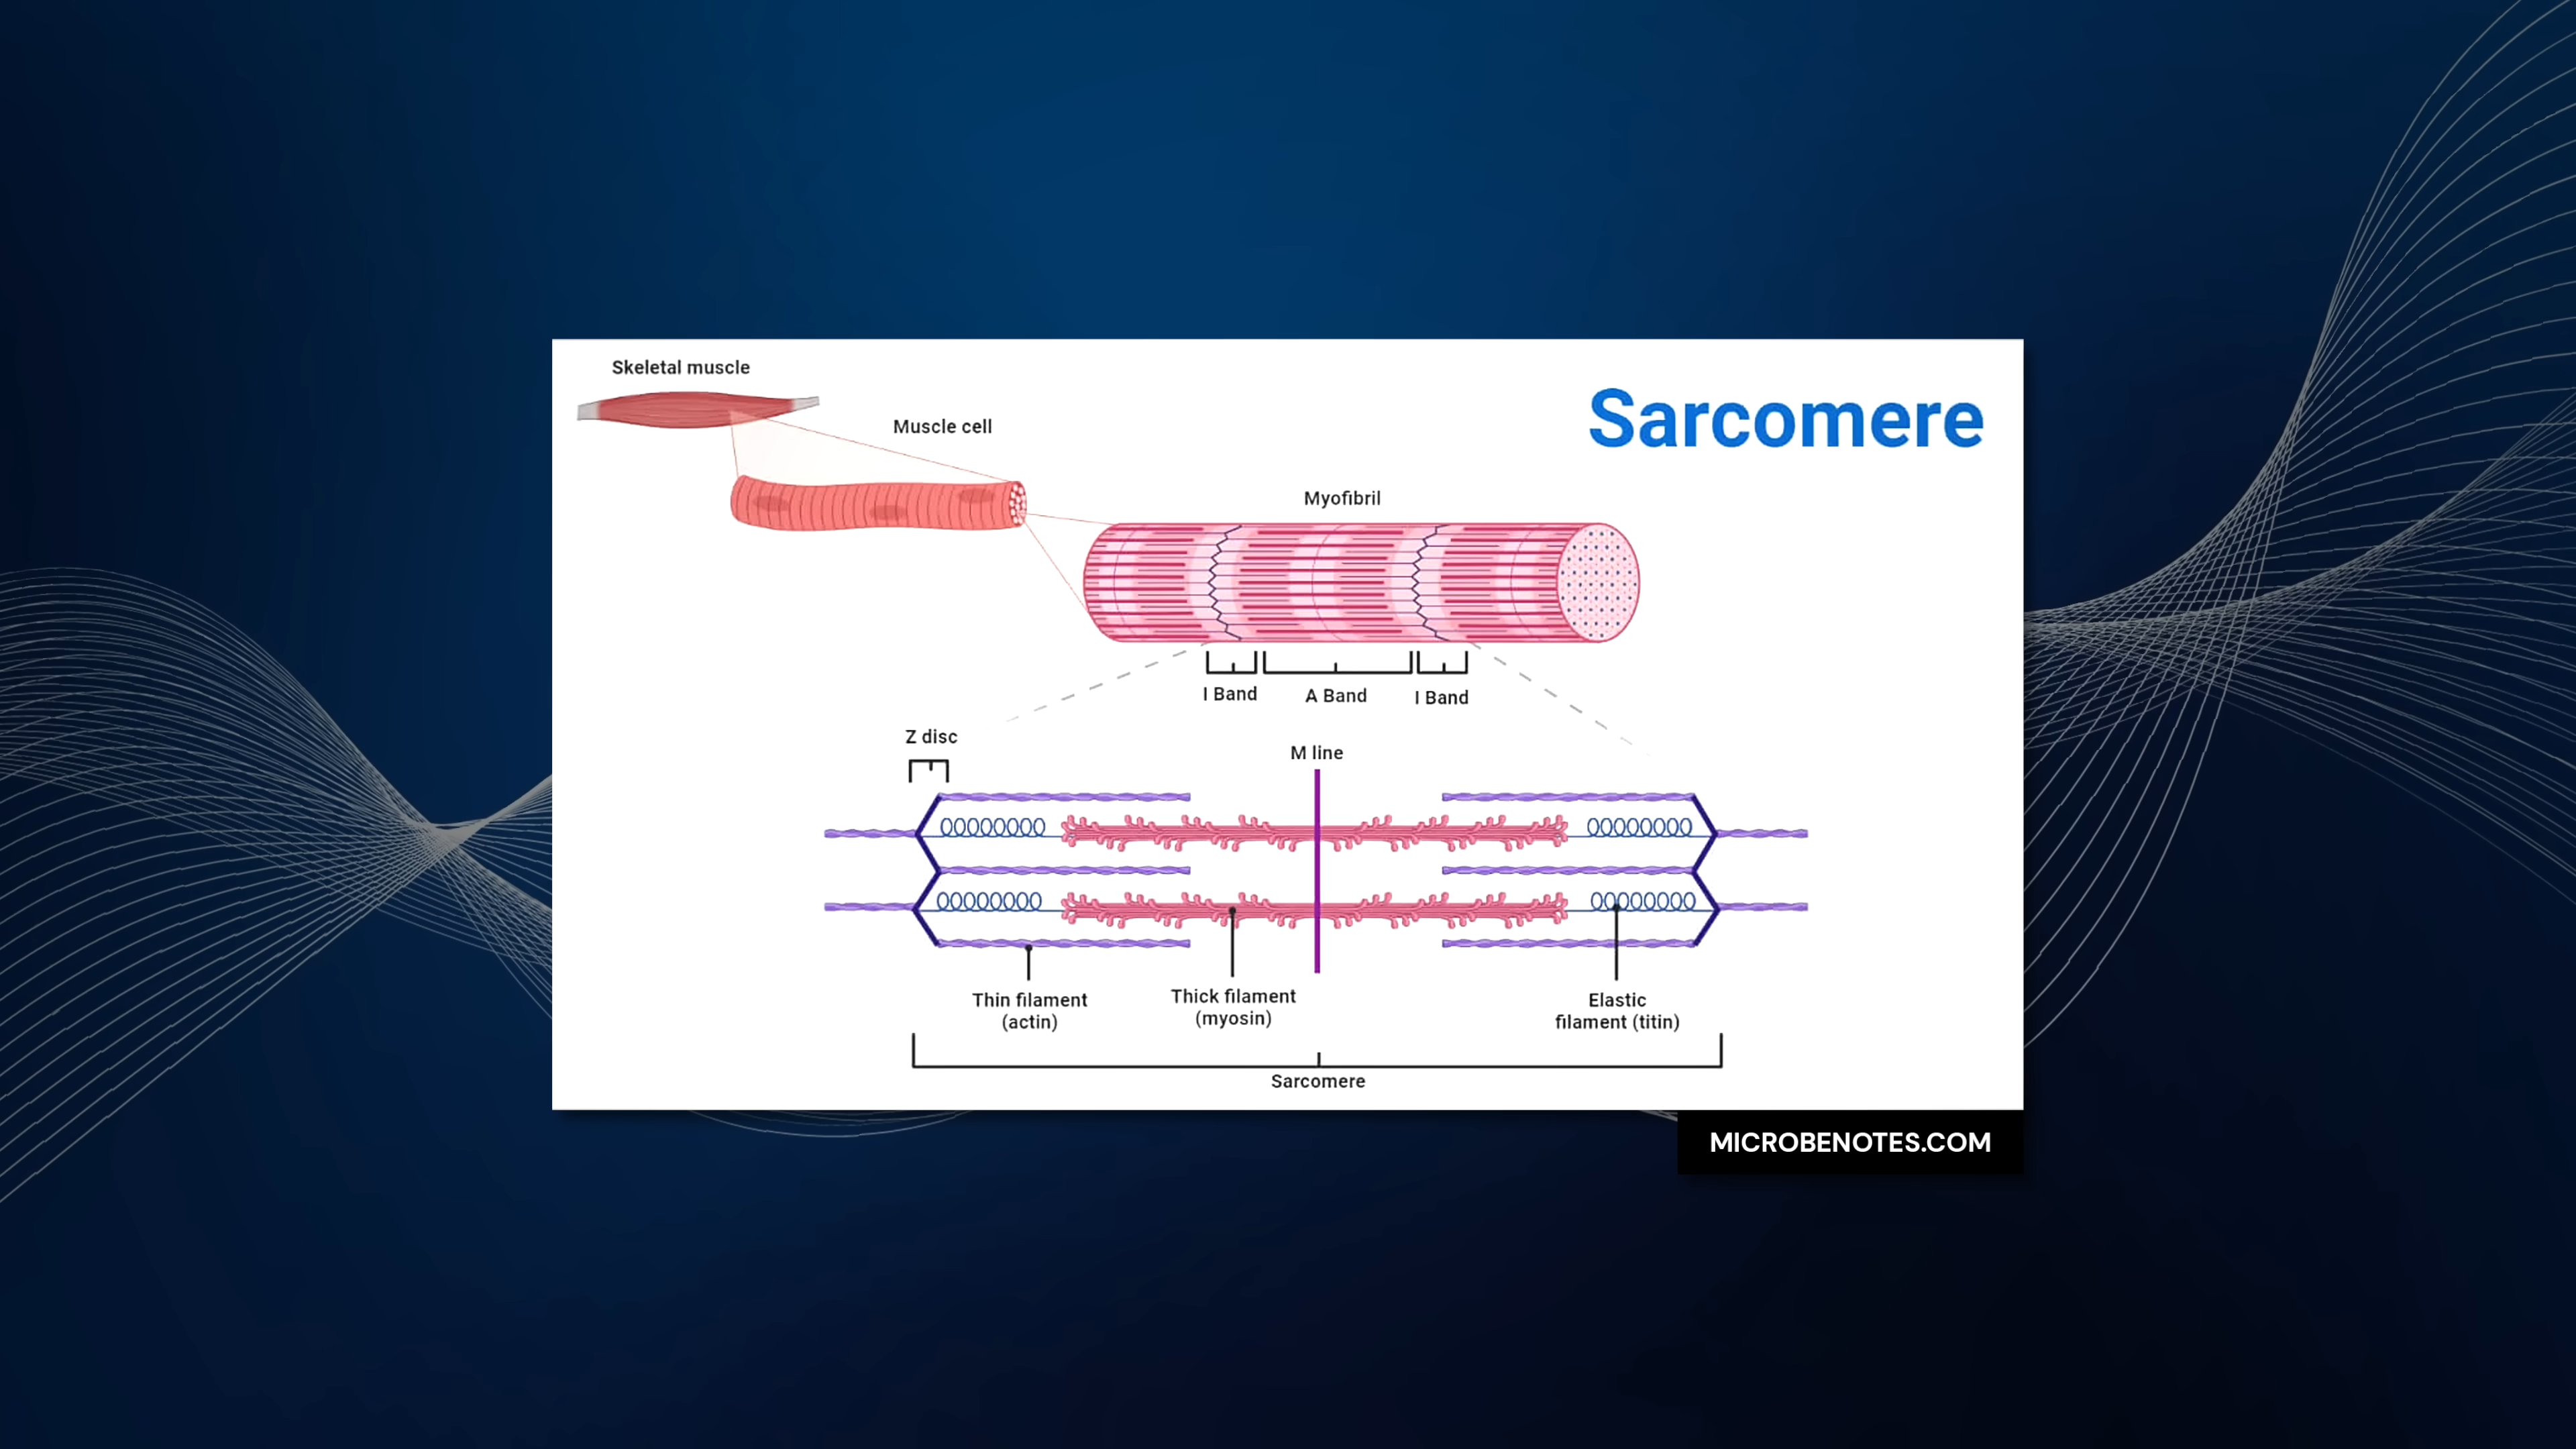 Skeletal muscle
Sarcomere
Muscle cell
Myofibril
I Band
A Band
I Band
Z disc
M line
Thin filament
(actin)
Thick filament
(myosin)
Elastic
filament (titin)
Sarcomere
MICROBENOTES.COM